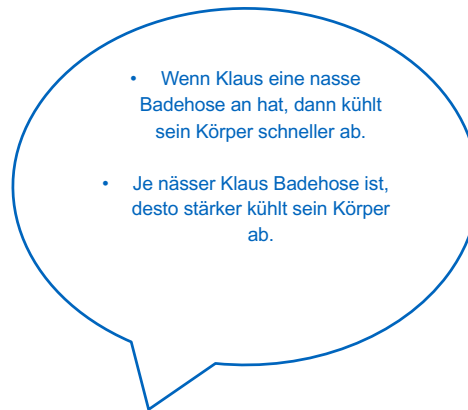 • Wenn Klaus eine nasse
Badehose an hat, dann kühlt
sein Körper schneller ab.
• Je nässer Klaus Badehose ist,
desto stärker kühlt sein Körper
ab.